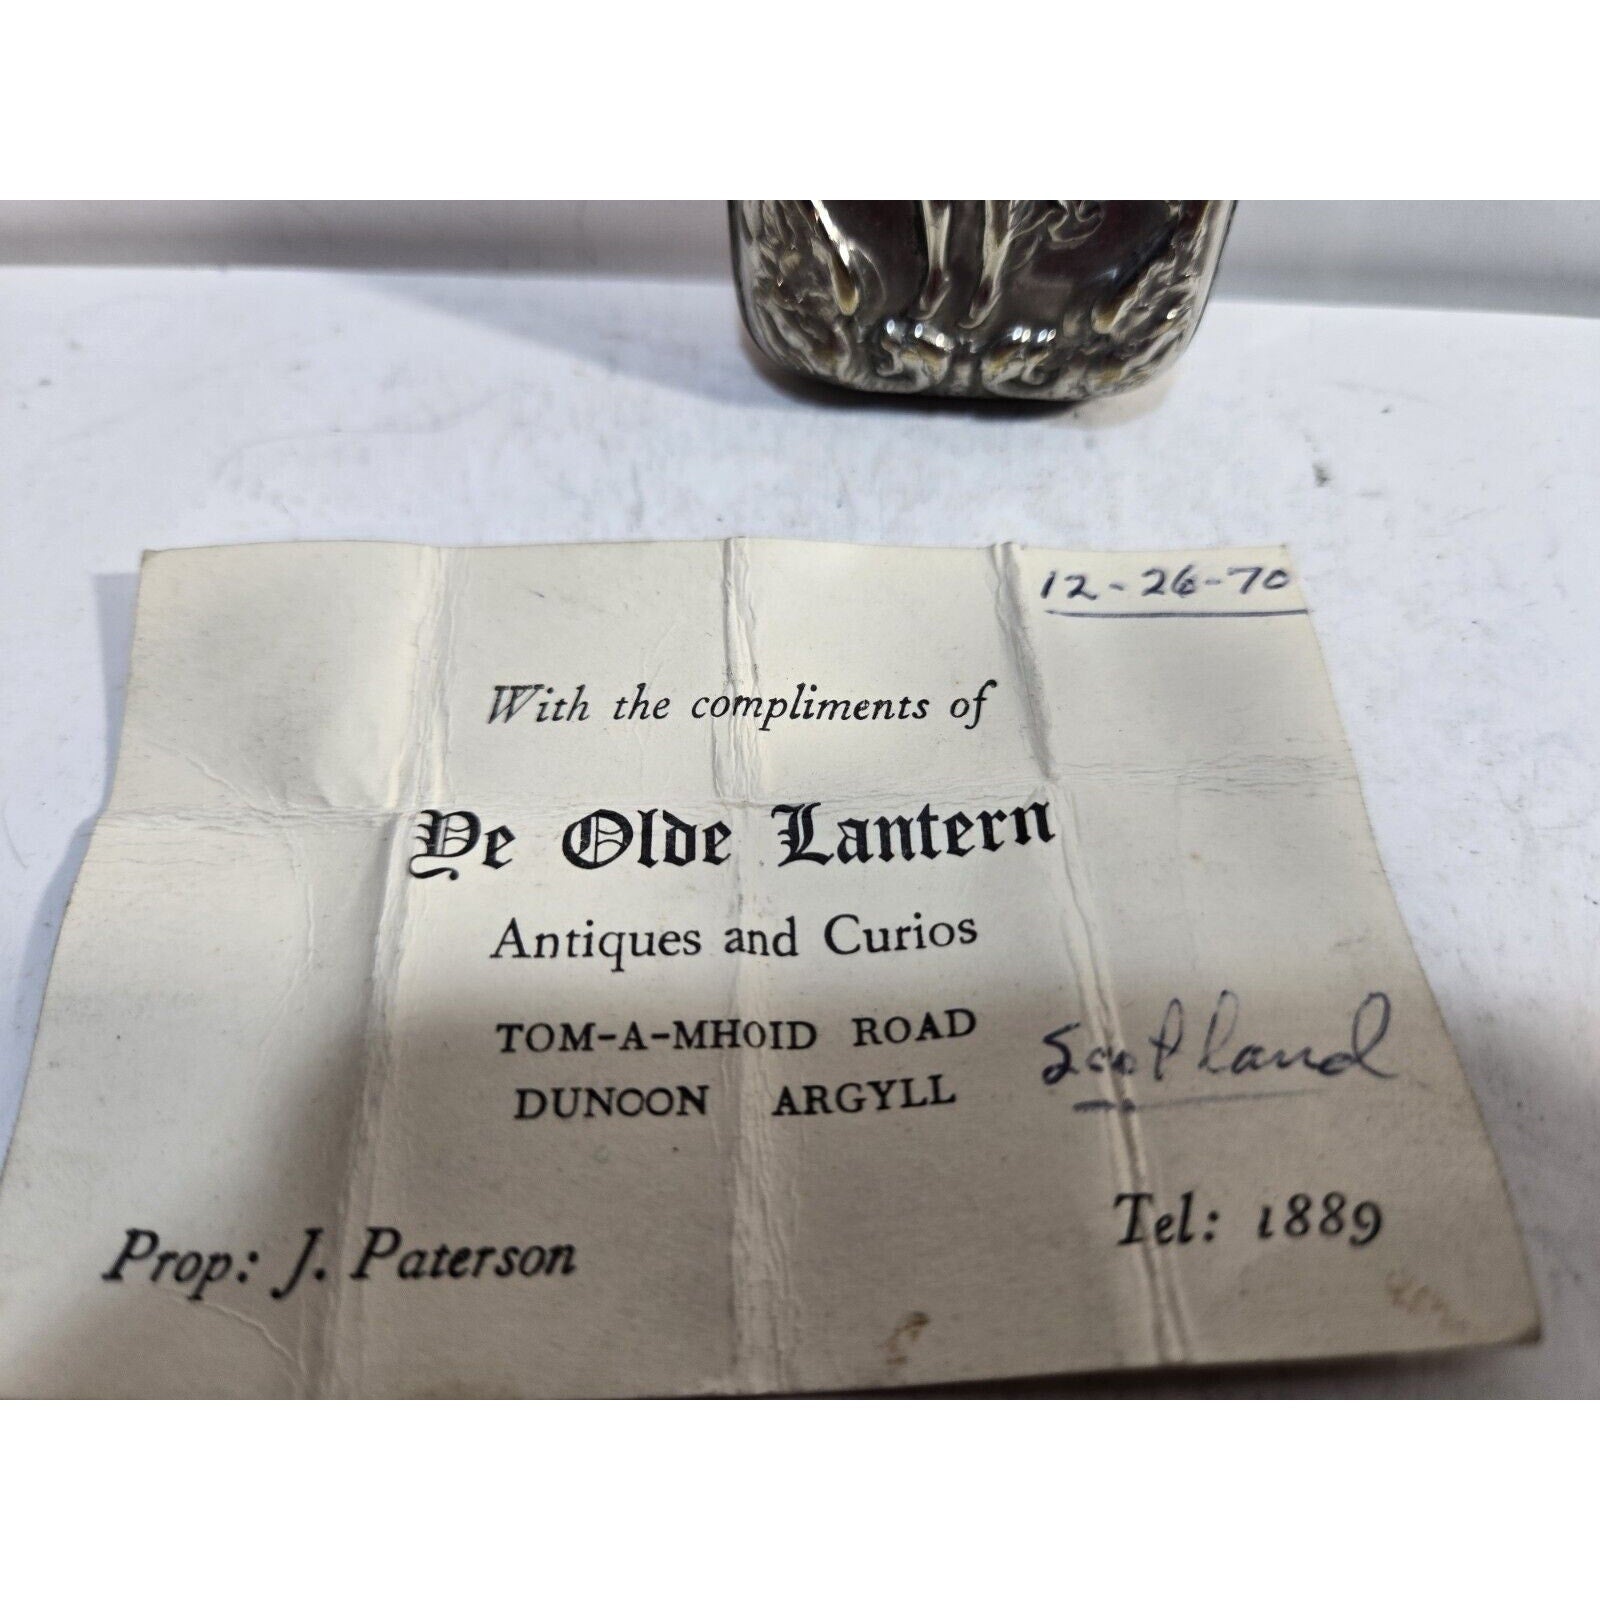 12-26-70
With the compliments of
Ye Olde Lantern
Antiques and Curios
TOM-A-MHOID ROAD
Scotland
DUNOON ARGYLL
Tel: 1889
Prop: J. Paterson